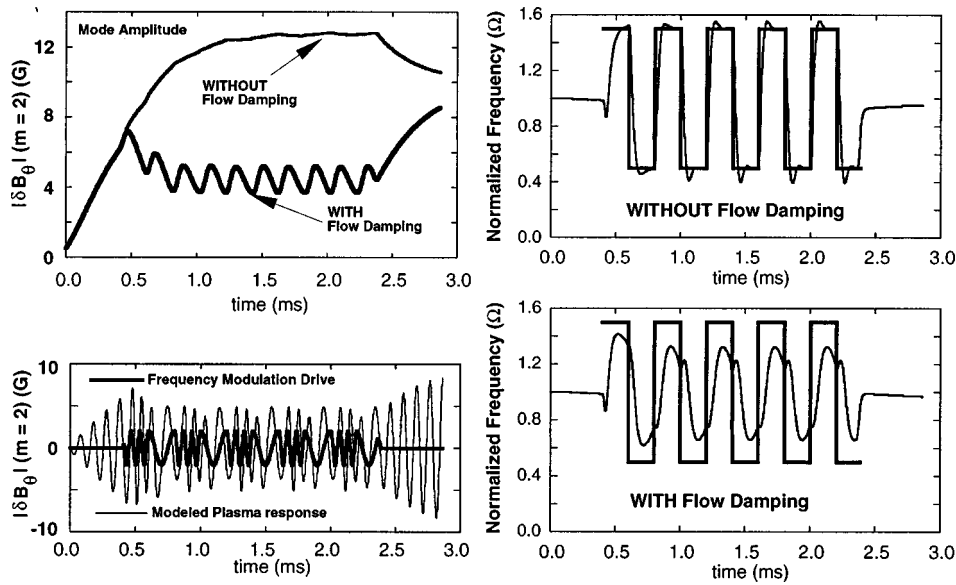 Mode Amplitude
|δBθ| (m = 2) (G)
12
8
4
0
WITHOUT
Flow Damping
WITH
Flow Damping
0.0 0.5 1.0 1.5 2.0 2.5 3.0
time (ms)
Normalized Frequency (Ω)
1.6
1.2
0.8
0.4
0.0
WITHOUT Flow Damping
0.0 0.5 1.0 1.5 2.0 2.5 3.0
time (ms)
|δBθ| (m = 2) (G)
10
0
-10
Frequency Modulation Drive
Modeled Plasma response
0.0 0.5 1.0 1.5 2.0 2.5 3.0
time (ms)
Normalized Frequency (Ω)
1.6
1.2
0.8
0.4
0.0
WITH Flow Damping
0.0 0.5 1.0 1.5 2.0 2.5 3.0
time (ms)